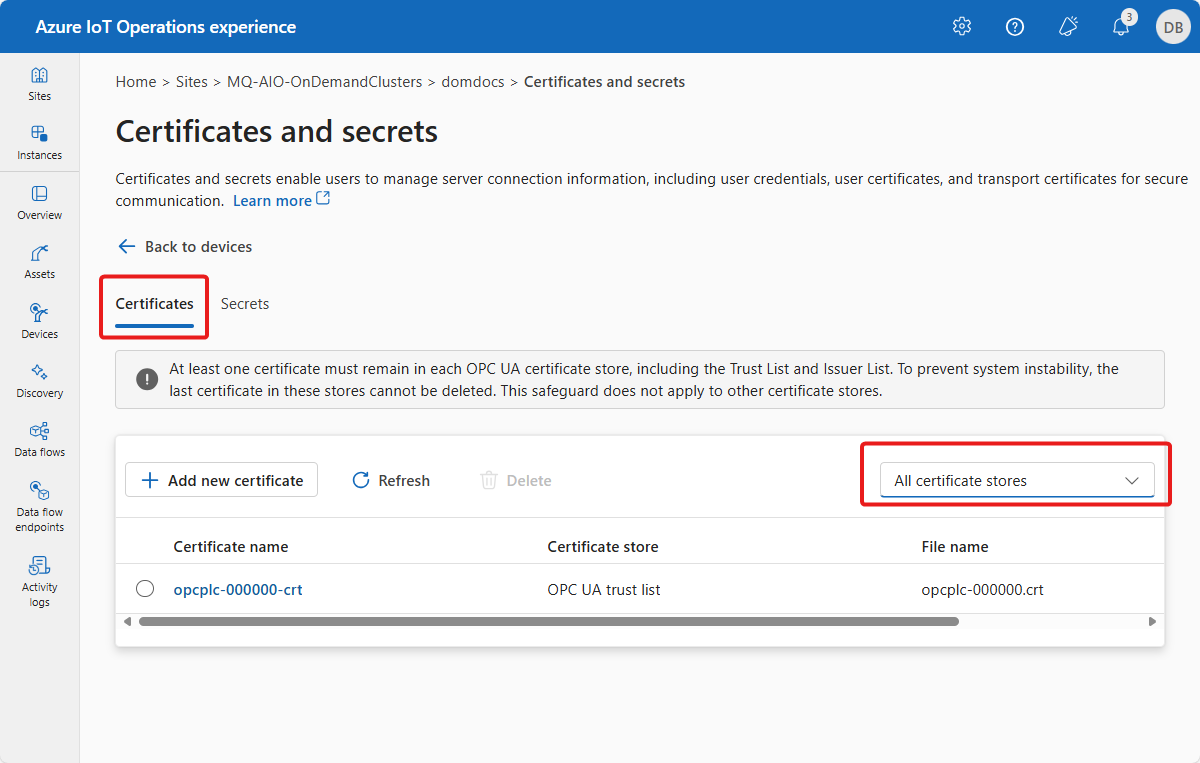 Azure IoT Operations experience
3
DB
Sites
Instances
Overview
Assets
Devices
Discovery
Data flows
Data flow
endpoints
Activity
logs
Home > Sites > MQ-AIO-OnDemandClusters > domdocs > Certificates and secrets
Certificates and secrets
Certificates and secrets enable users to manage server connection information, including user credentials, user certificates, and transport certificates for secure
communication. Learn more
Back to devices
Certificates
Secrets
At least one certificate must remain in each OPC UA certificate store, including the Trust List and Issuer List. To prevent system instability, the
last certificate in these stores cannot be deleted. This safeguard does not apply to other certificate stores.
Add new certificate
Refresh
Delete
All certificate stores
Certificate name
Certificate store
File name
opcplc-000000-crt
OPC UA trust list
opcplc-000000.crt